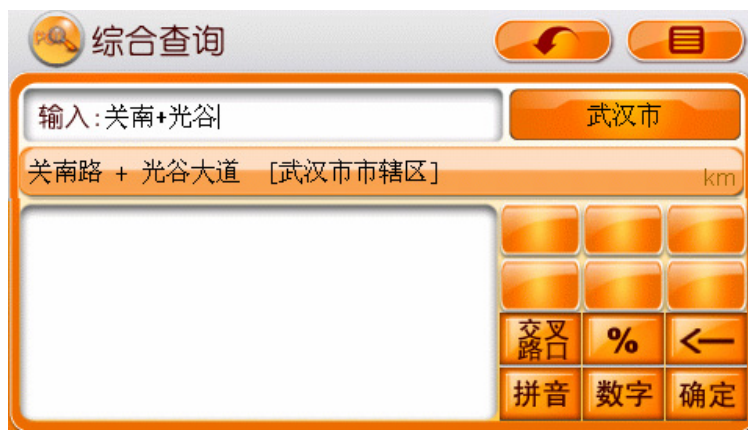 综合查询
输入:关南+光谷
武汉市
关南路 + 光谷大道 [武汉市市辖区]
km
交叉路口 % ←
拼音 数字 确定